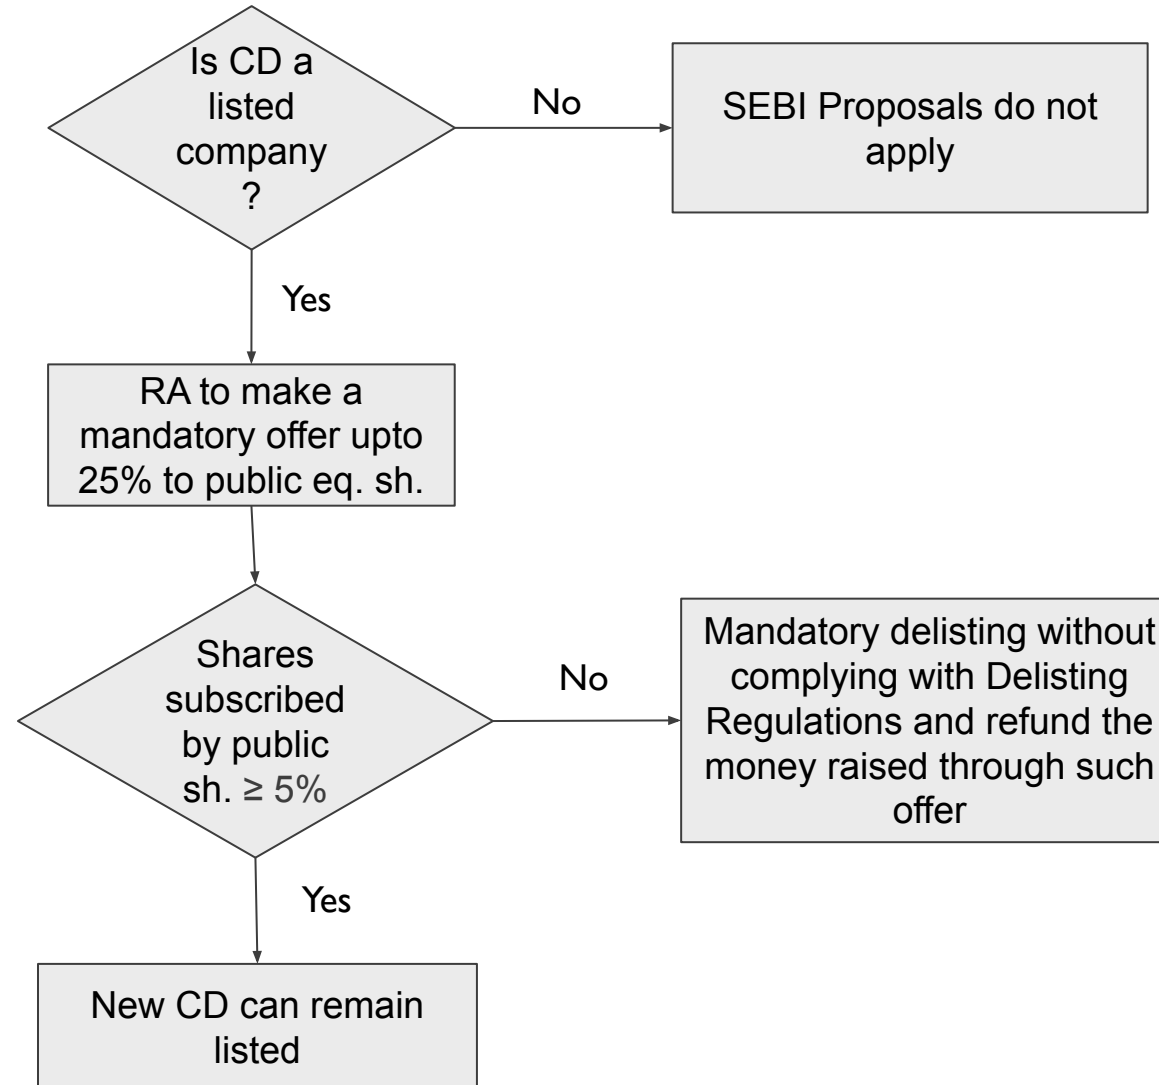 Is CD a
listed
company
?
No
SEBI Proposals do not
apply
Yes
RA to make a
mandatory offer upto
25% to public eq. sh.
Shares
subscribed
by public
sh. ≥ 5%
No
Mandatory delisting without
complying with Delisting
Regulations and refund the
money raised through such
offer
Yes
New CD can remain
listed